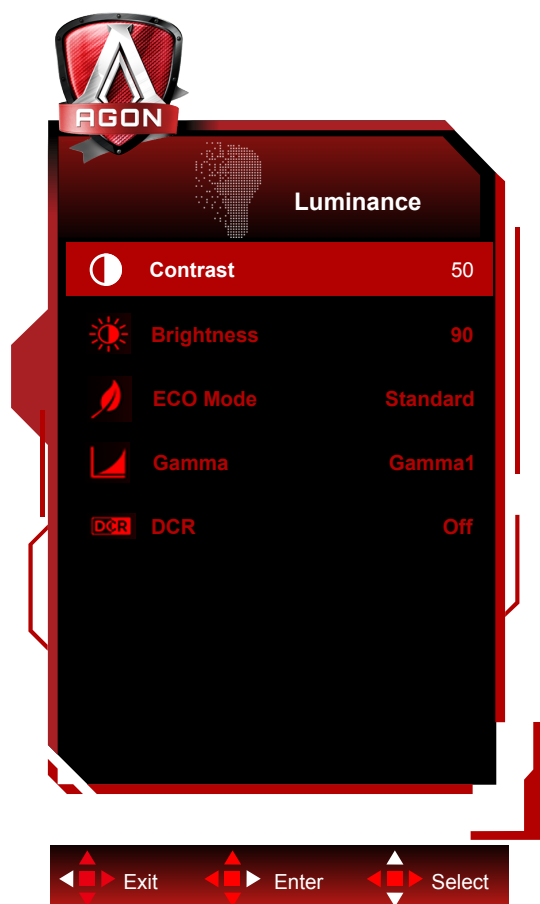 AGON
Luminance
Contrast 50
Brightness 90
ECO Mode Standard
Gamma Gamma1
DCR DCR Off
Exit Enter Select